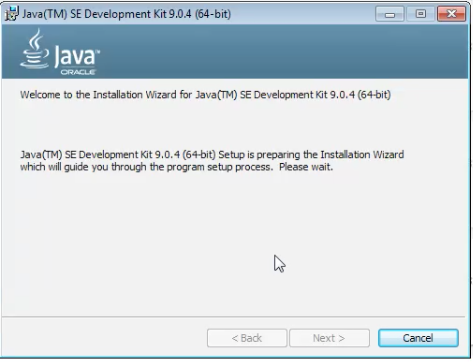 Java(TM) SE Development Kit 9.0.4 (64-bit)
Java™
ORACLE
Welcome to the Installation Wizard for Java(TM) SE Development Kit 9.0.4 (64-bit)
Java(TM) SE Development Kit 9.0.4 (64-bit) Setup is preparing the Installation Wizard
which will guide you through the program setup process. Please wait.
< Back
Next >
Cancel